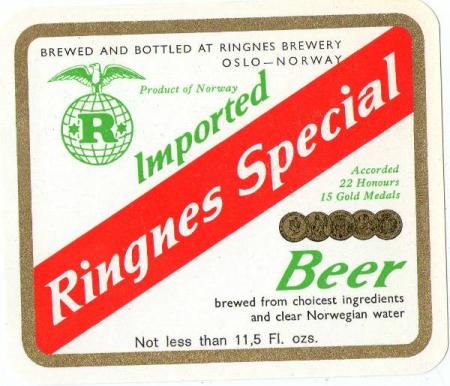 BREWED AND BOTTLED AT RINGNES BREWERY
OSLO—NORWAY
Product of Norway
R
Imported
Ringnes Special
Accorded
22 Honours
15 Gold Medals
Beer
brewed from choicest ingredients
and clear Norwegian water
Not less than 11,5 Fl. ozs.